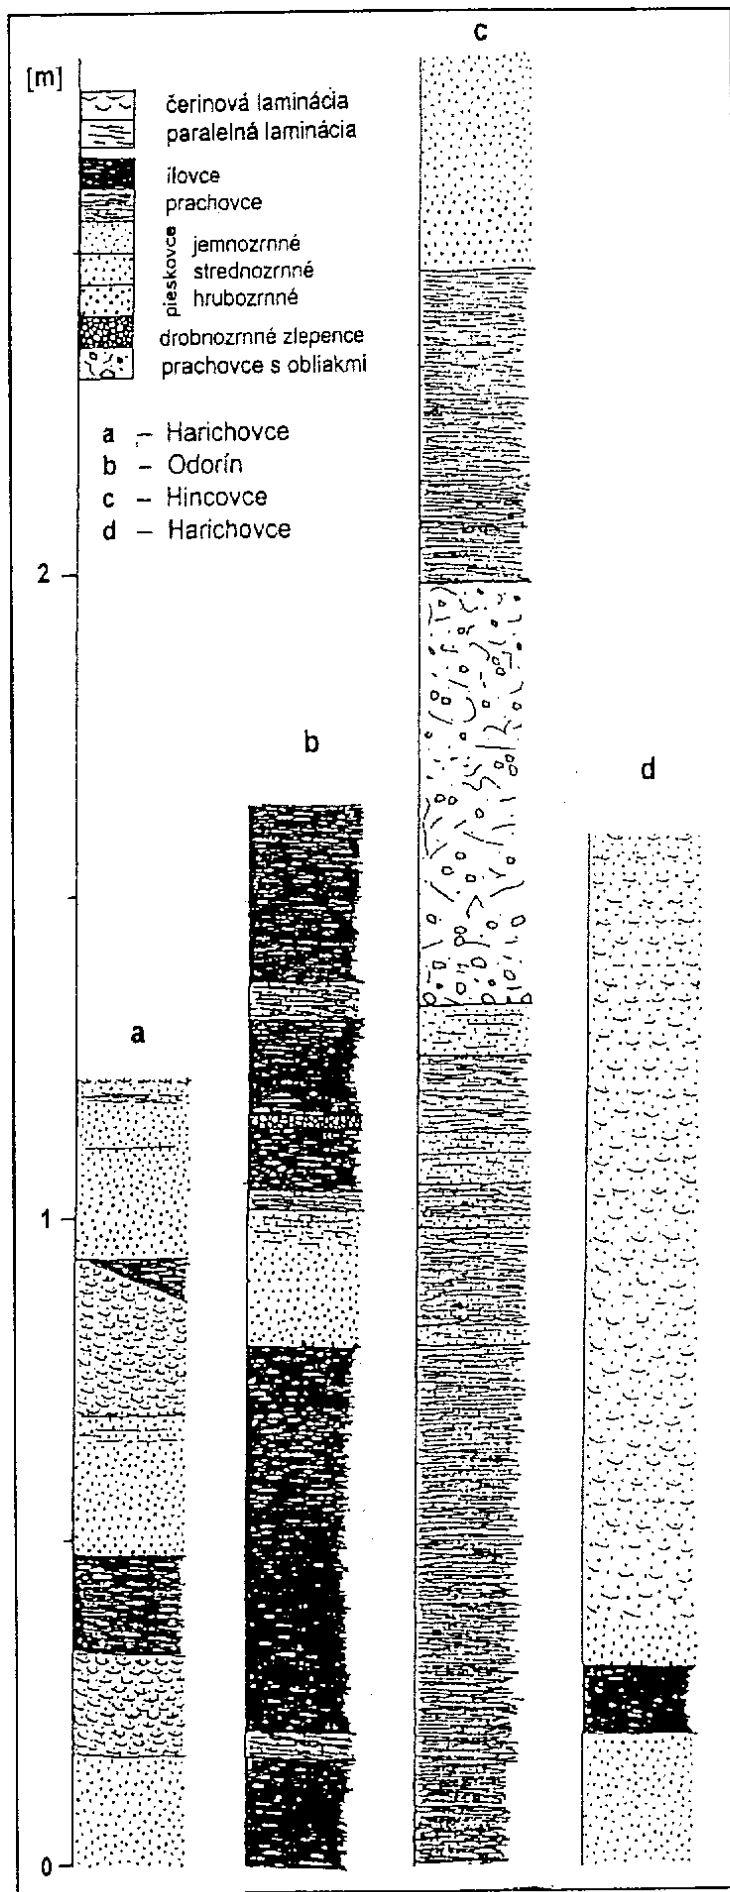 c
[m]
čerinová laminácia
paralelná laminácia
ílovce
prachovce
pieskovce
jemnozrnné
strednozrnné
hrubozrnné
drobnozrnné zlepence
prachovce s obliakmi
a – Harichovce
b – Odorín
c – Hincovce
d – Harichovce
2
b
d
a
1
0